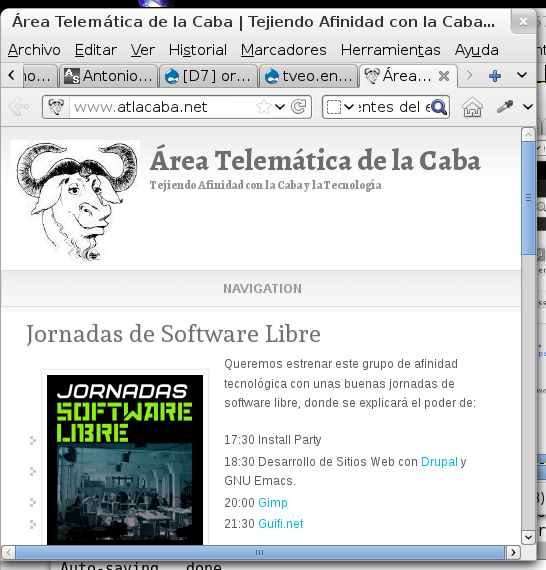 Área Telemática de la Caba | Tejiendo Afinidad con la Caba...
Archivo Editar Ver Historial Marcadores Herramientas Ayuda
Antonio... [D7] or... tveo.en... Área...
www.atlacaba.net
entes del e
Área Telemática de la Caba
Tejiendo Afinidad con la Caba y la Tecnología
NAVIGATION
Jornadas de Software Libre
JORNADAS
SOFTWARE
LIBRE
Queremos estrenar este grupo de afinidad
tecnológica con unas buenas jornadas de
software libre, donde se explicará el poder de:
17:30 Install Party
18:30 Desarrollo de Sitios Web con Drupal y
GNU Emacs.
20:00 Gimp
21:30 Guifi.net
Auto-saving...done